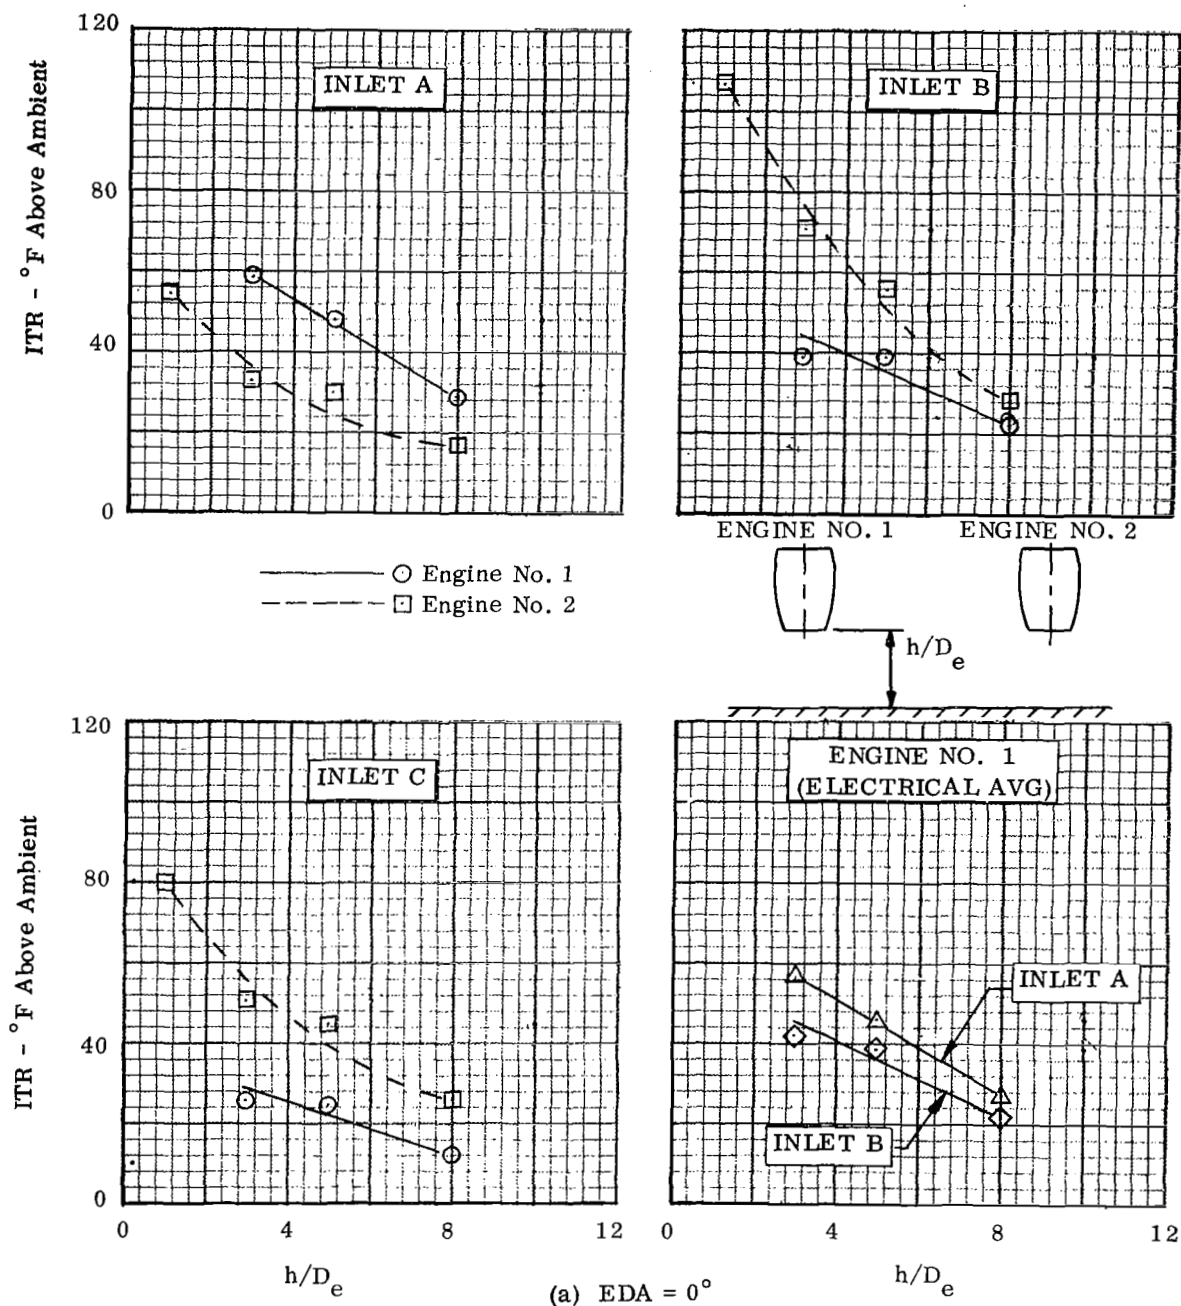 120
80
40
0
ITR - °F Above Ambient
INLET A
INLET B
Engine No. 1
Engine No. 2
ENGINE NO. 1
ENGINE NO. 2
h/De
120
80
40
0
ITR - °F Above Ambient
INLET C
ENGINE NO. 1
(ELECTRICAL AVG)
INLET A
INLET B
0 4 8 12
0 4 8 12
h/De
h/De
(a) EDA = 0°